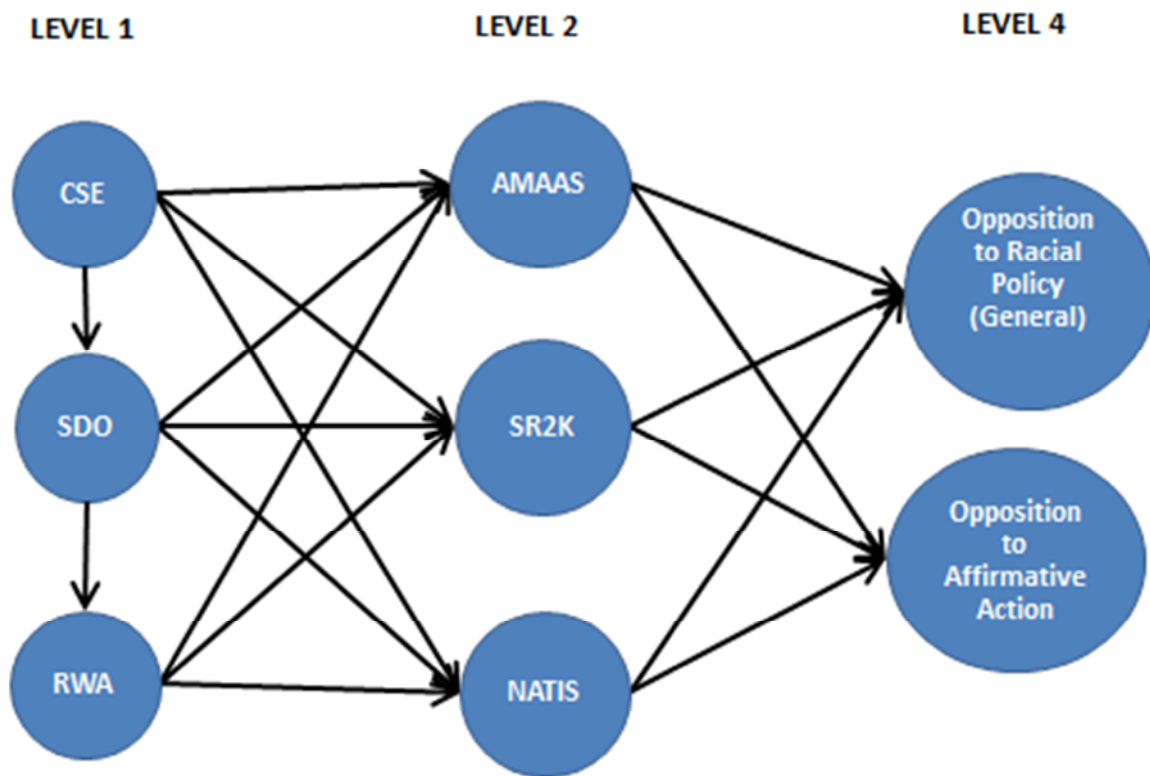 LEVEL 1
LEVEL 2
LEVEL 4
CSE
SDO
RWA
AMAAS
SR2K
NATIS
Opposition
to Racial
Policy
(General)
Opposition
to
Affirmative
Action